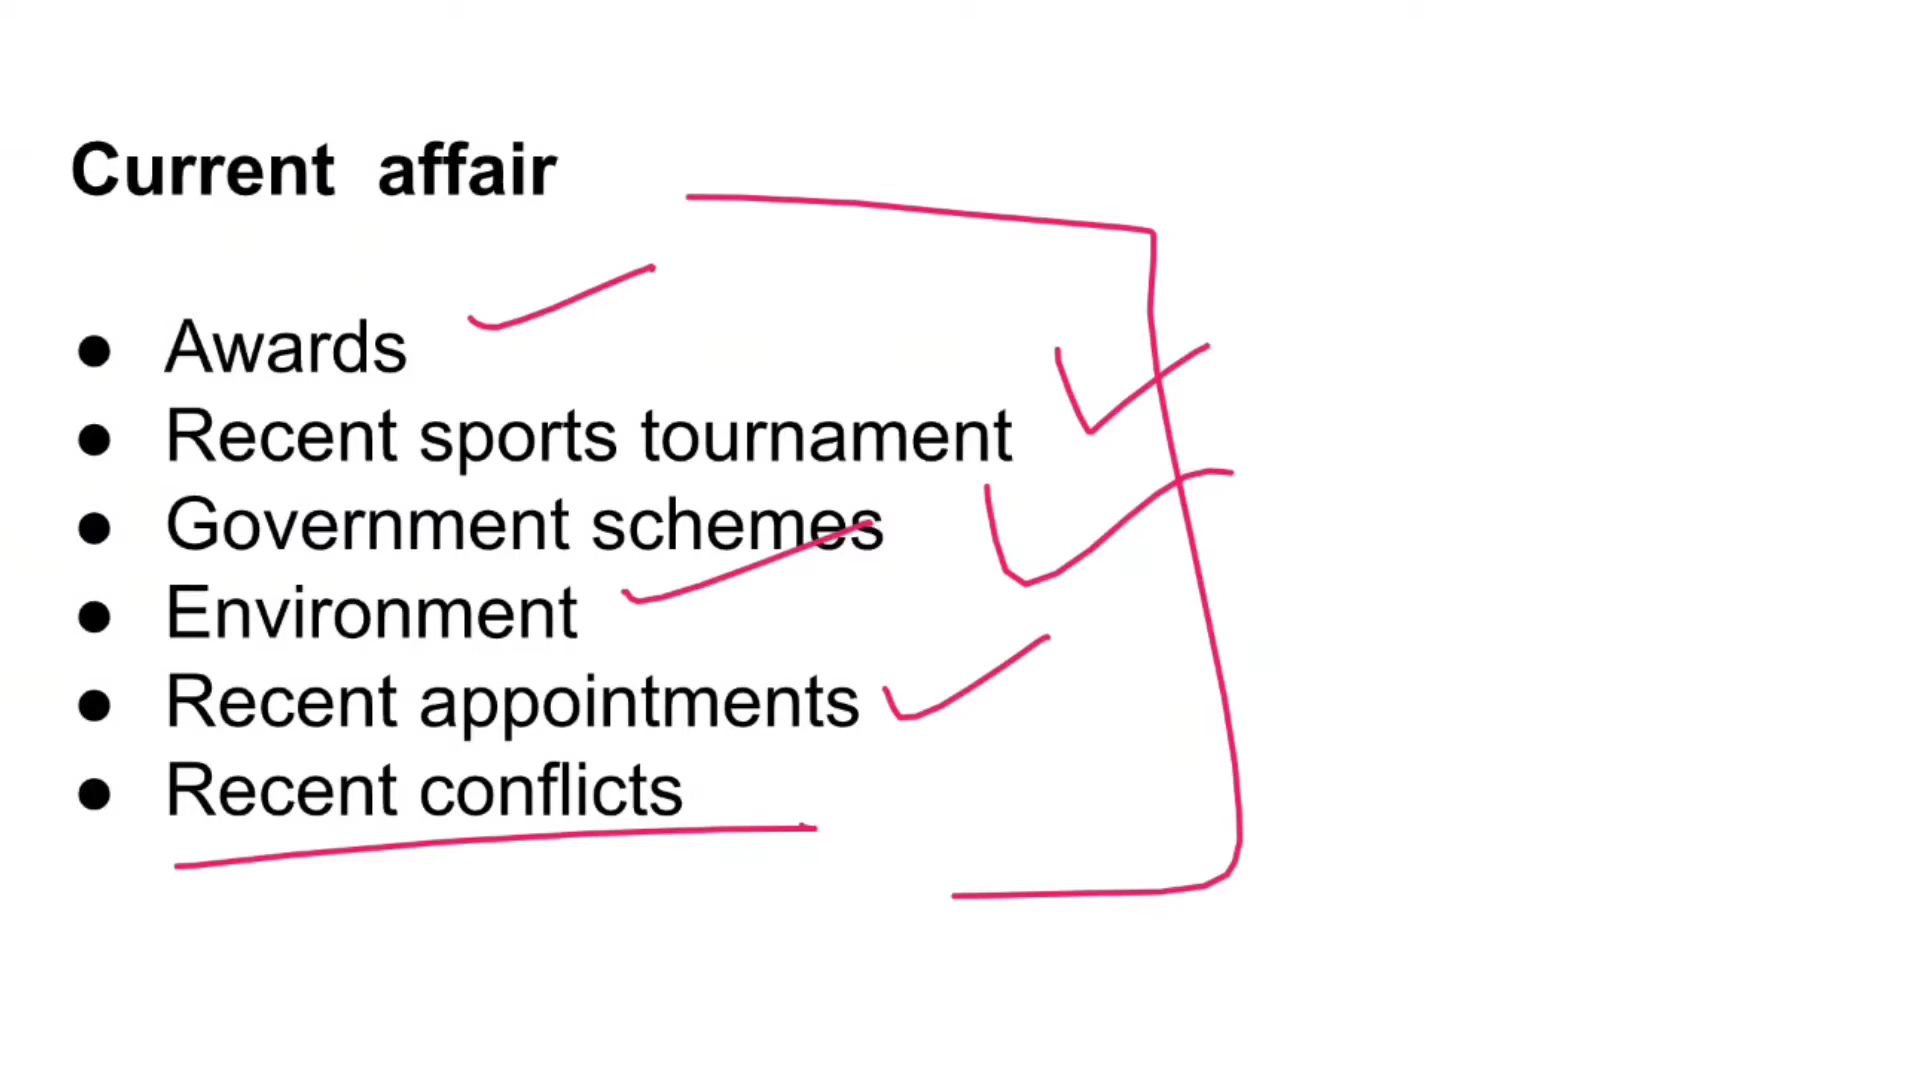 Current affair
● Awards
● Recent sports tournament
● Government schemes
● Environment
● Recent appointments
● Recent conflicts